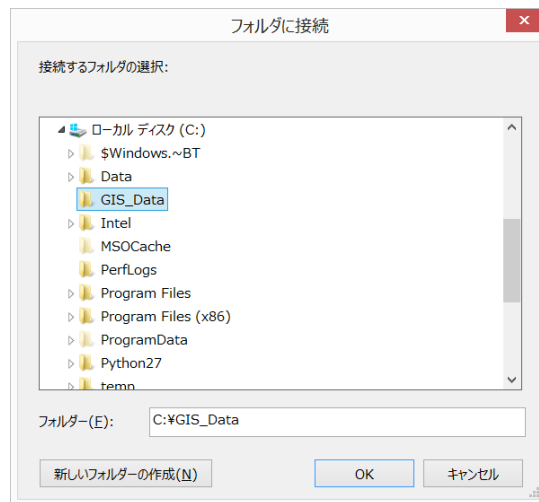 フォルダに接続
接続するフォルダの選択:
ローカル ディスク (C:)
$Windows.~BT
Data
GIS_Data
Intel
MSOCache
PerfLogs
Program Files
Program Files (x86)
ProgramData
Python27
temp
フォルダー(F): C:¥GIS_Data
新しいフォルダーの作成(N) OK キャンセル